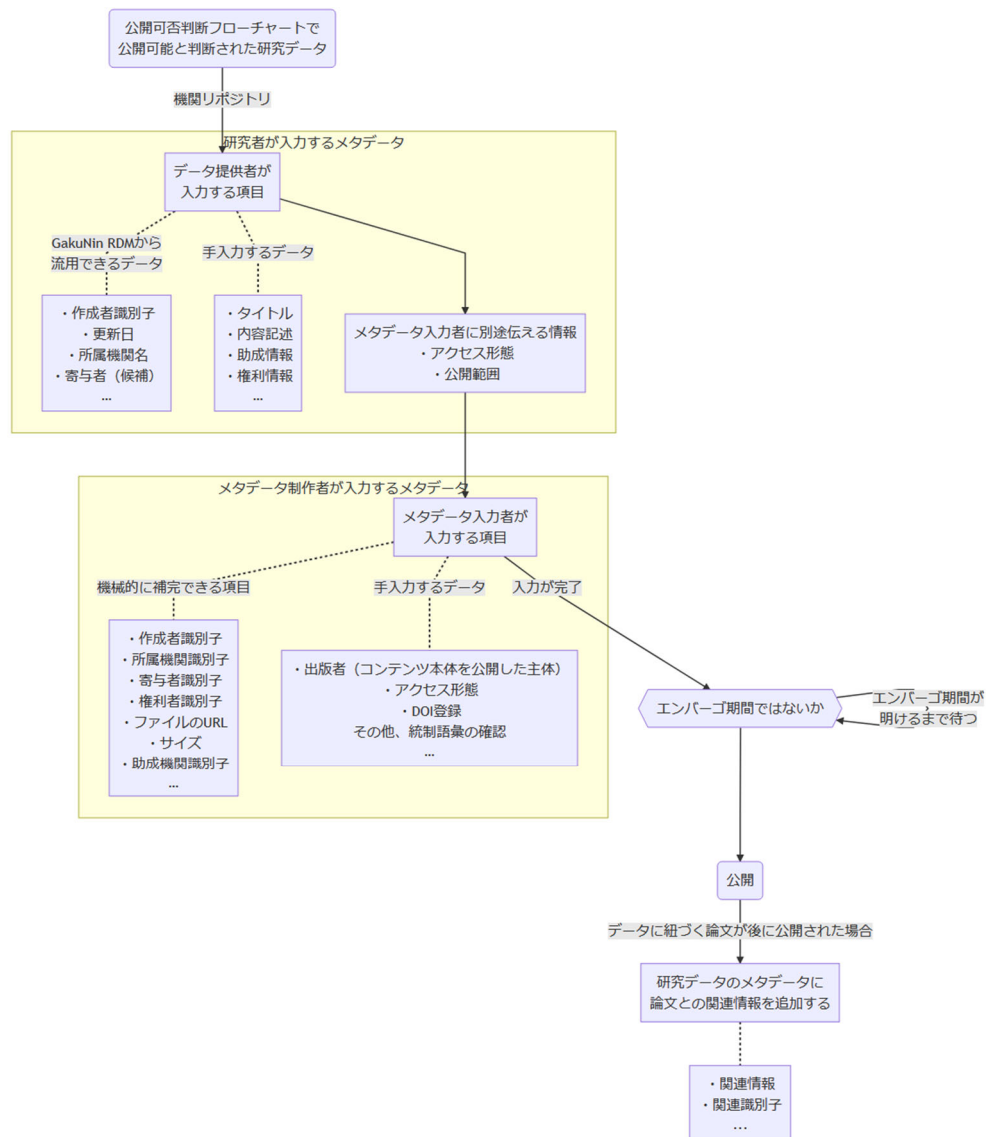 公開可否判断フローチャートで
公開可能と判断された研究データ
機関リポジトリ
研究者が入力するメタデータ
データ提供者が
入力する項目
GakuNin RDMから
流用できるデータ
手入力するデータ
・作成者識別子
・更新日
・所属機関名
・寄与者（候補）
...
・タイトル
・内容記述
・助成情報
・権利情報
...
メタデータ入力者に別途伝える情報
・アクセス形態
・公開範囲
メタデータ制作者が入力するメタデータ
メタデータ入力者が
入力する項目
機械的に補完できる項目
手入力するデータ
入力が完了
・作成者識別子
・所属機関識別子
・寄与者識別子
・権利者識別子
・ファイルのURL
・サイズ
・助成機関識別子
...
・出版者（コンテンツ本体を公開した主体）
・アクセス形態
・DOI登録
その他、統制語彙の確認
...
エンバーゴ期間ではないか
エンバーゴ期間が
明けるまで待つ
公開
データに紐づく論文が後に公開された場合
研究データのメタデータに
論文との関連情報を追加する
・関連情報
・関連識別子
...